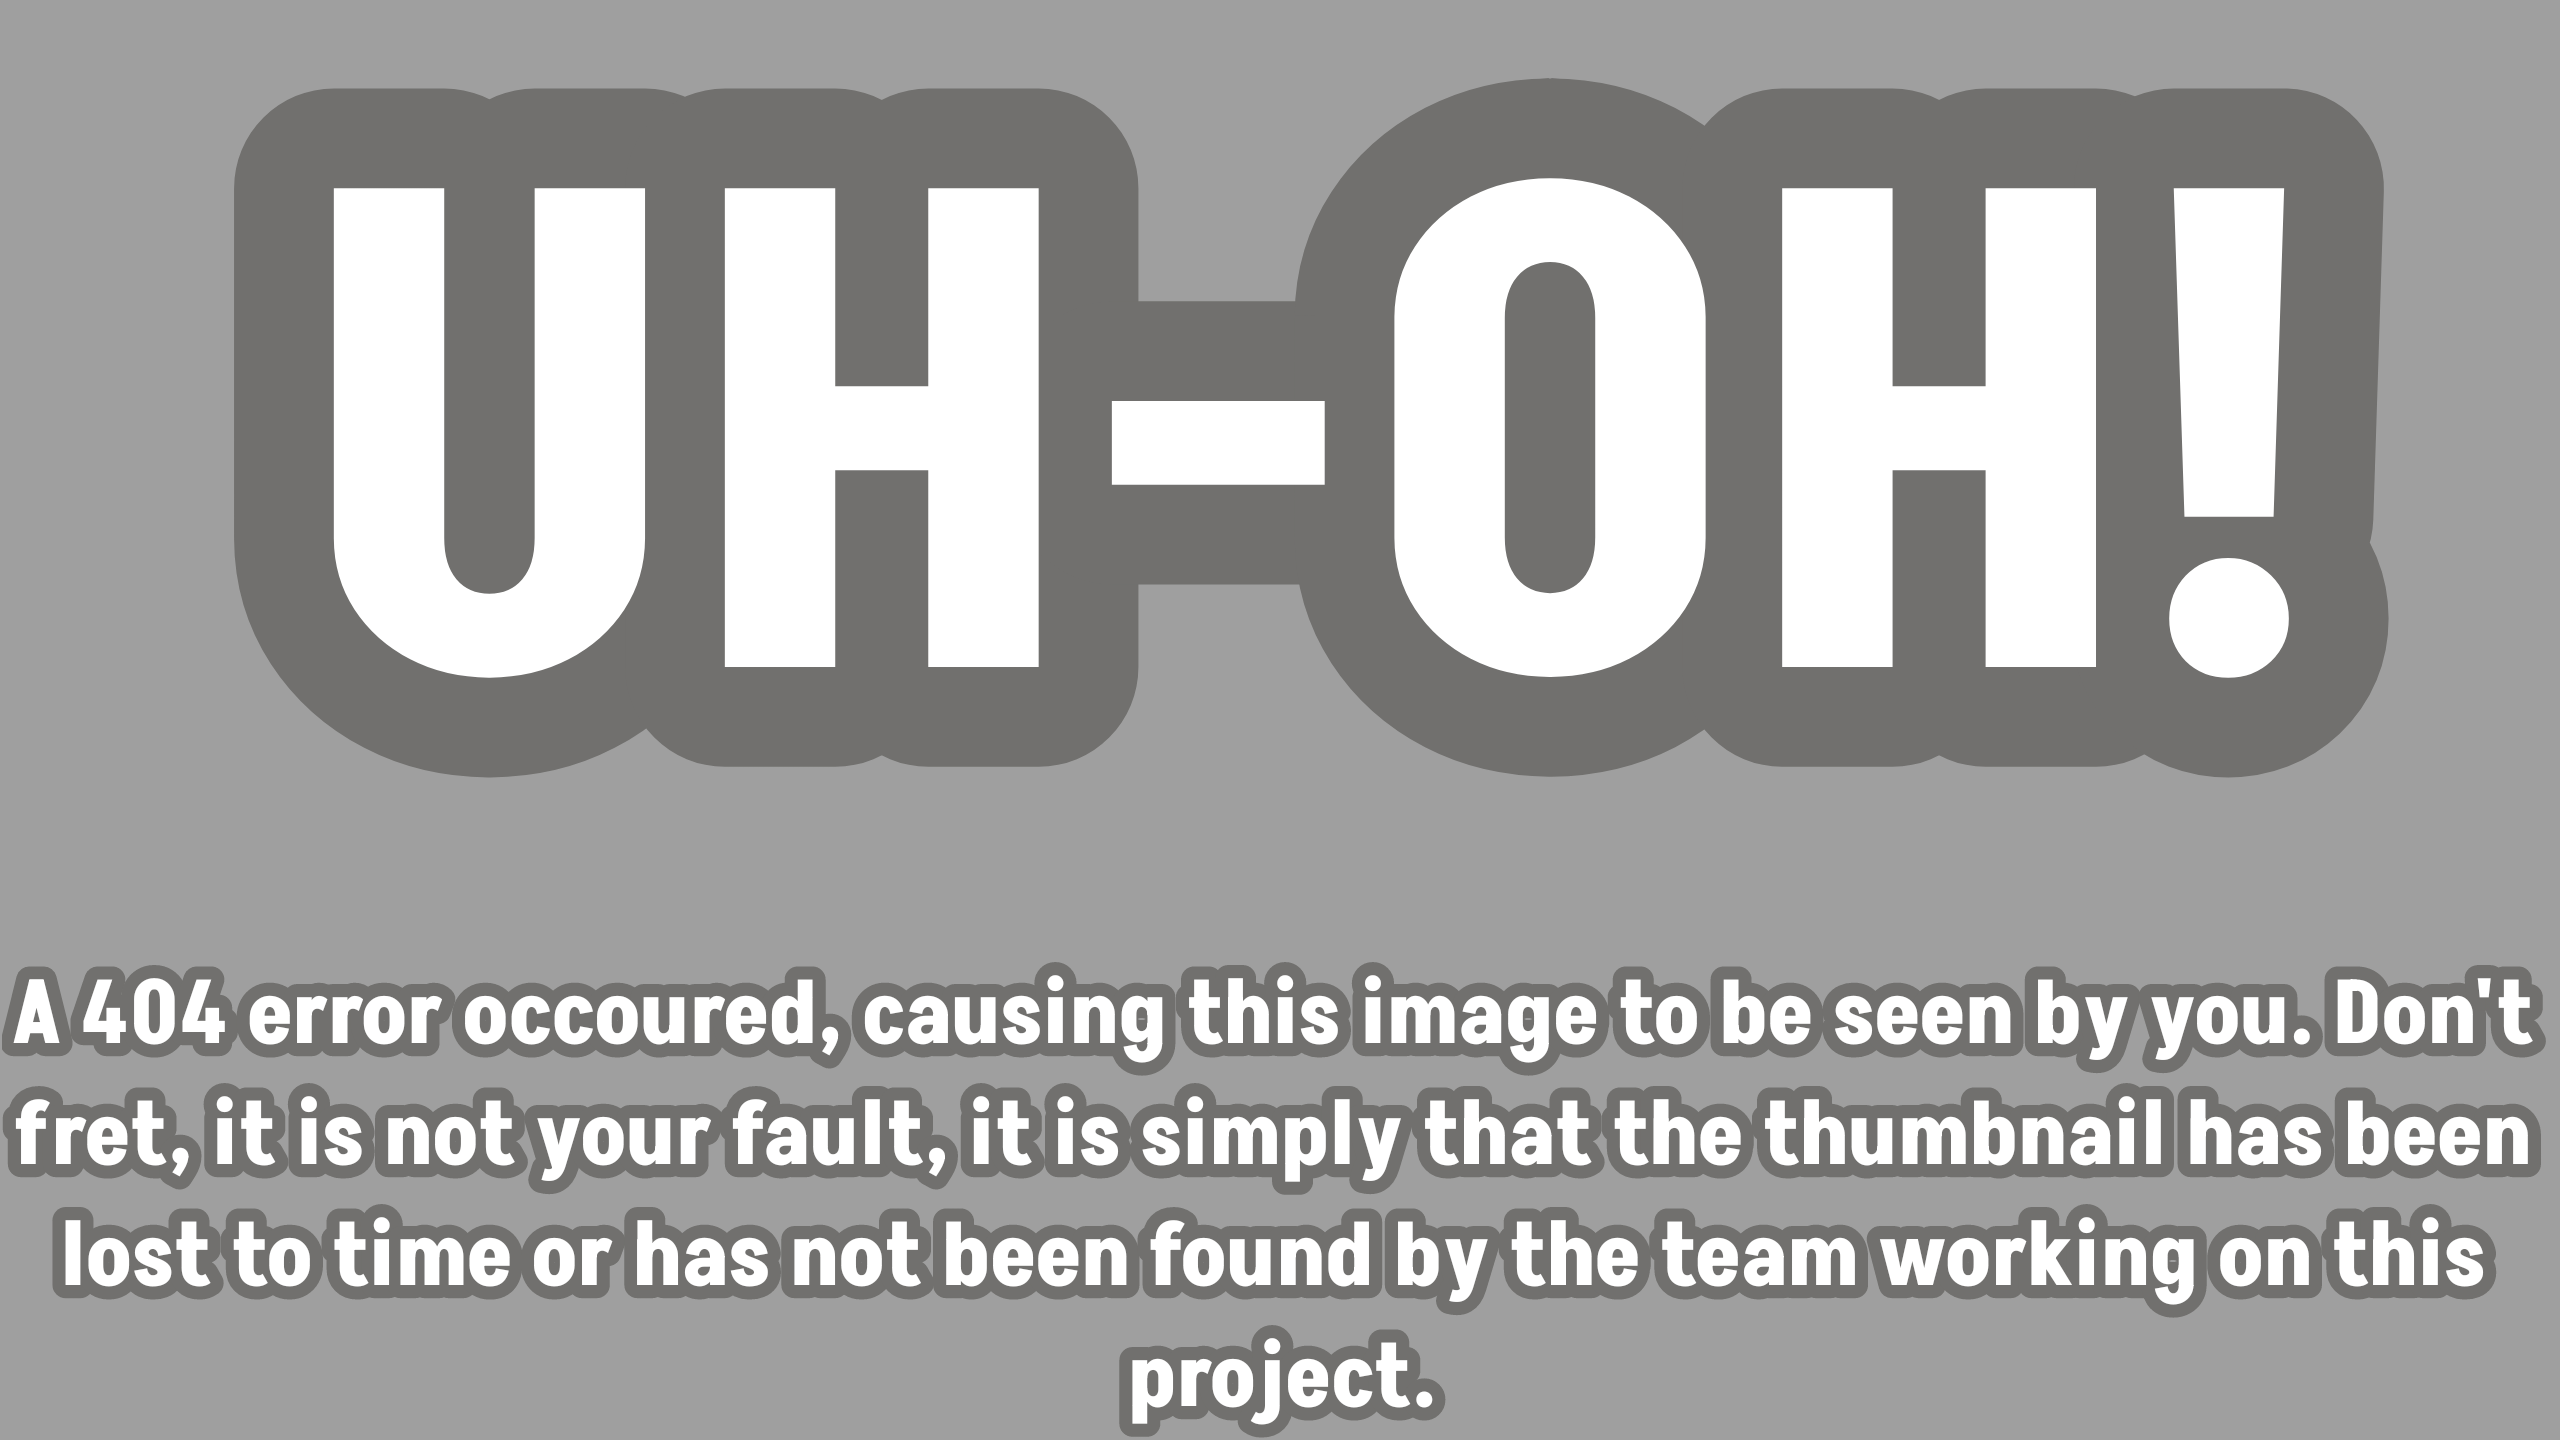 UH-OH!
A 404 error occoured, causing this image to be seen by you. Don't
fret, it is not your fault, it is simply that the thumbnail has been
lost to time or has not been found by the team working on this
project.